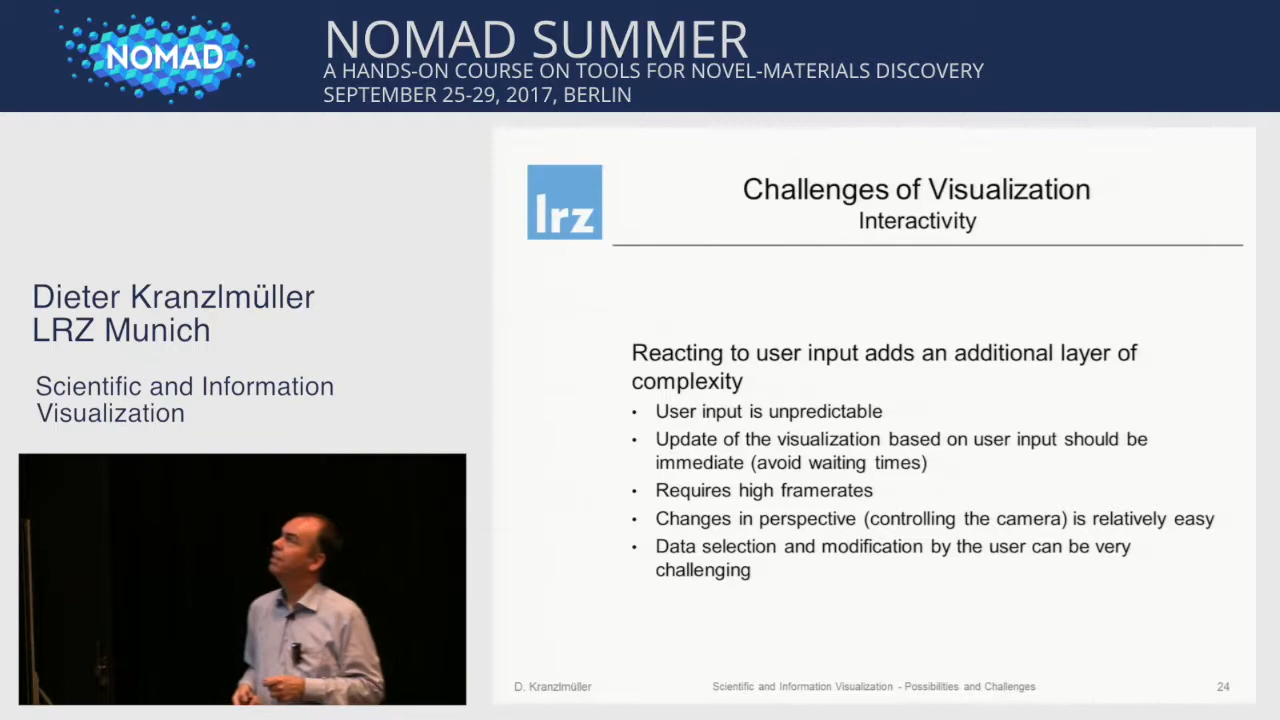 NOMAD
NOMAD SUMMER
A HANDS-ON COURSE ON TOOLS FOR NOVEL-MATERIALS DISCOVERY
SEPTEMBER 25-29, 2017, BERLIN
Dieter Kranzlmüller
LRZ Munich
Scientific and Information
Visualization
lrz
Challenges of Visualization
Interactivity
Reacting to user input adds an additional layer of
complexity
• User input is unpredictable
• Update of the visualization based on user input should be
immediate (avoid waiting times)
• Requires high framerates
• Changes in perspective (controlling the camera) is relatively easy
• Data selection and modification by the user can be very
challenging
D. Kranzlmüller
Scientific and Information Visualization - Possibilities and Challenges
24